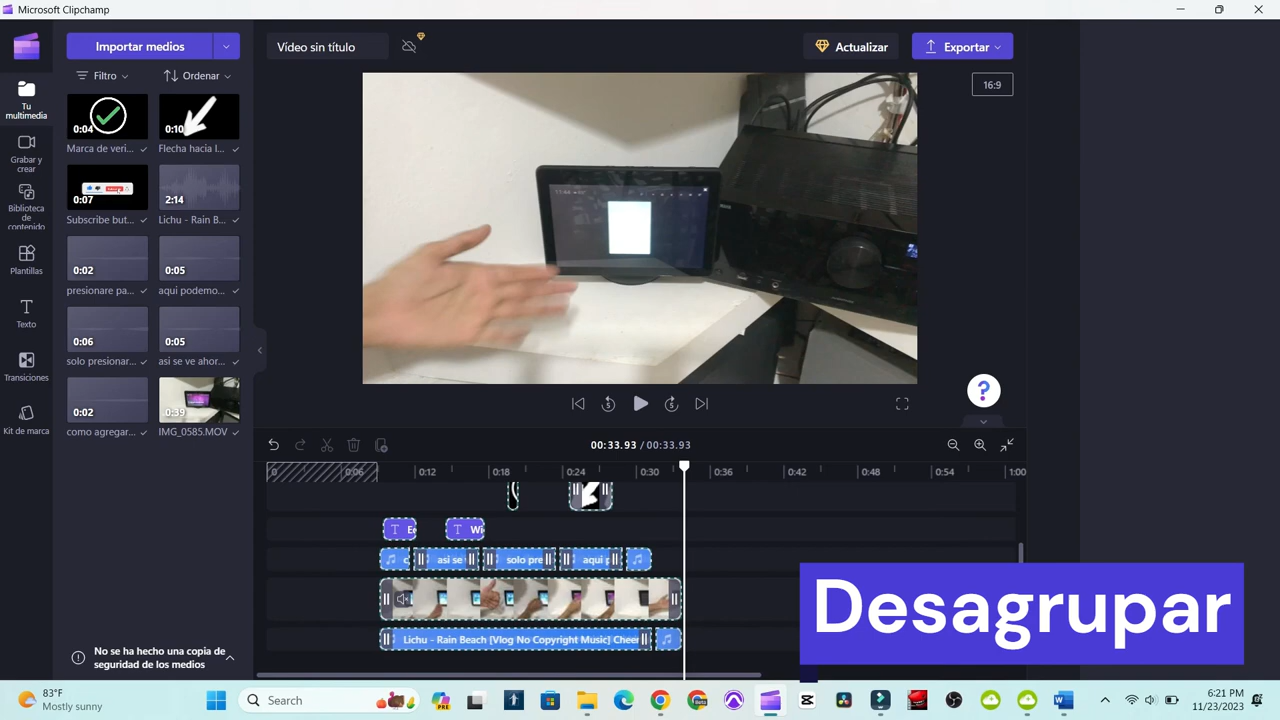 Microsoft Clipchamp
Importar medios
Vídeo sin título
Actualizar
Exportar
Filtro
Ordenar
16:9
Tu multimedia
Grabar y crear
Biblioteca de contenido
Plantillas
Texto
Transiciones
Kit de marca
0:04
0:10
Marca de veri...
Flecha hacia l...
0:07
2:14
Subscribe but...
Lichu - Rain B...
0:02
0:05
presionare pa...
aqui podemo...
0:06
0:05
solo presionar...
asi se ve ahor...
0:02
0:39
como agregar...
IMG_0585.MOV
No se ha hecho una copia de
seguridad de los medios
?
00:33.93 / 00:33.93
0
0:06
0:12
0:18
0:24
0:30
0:36
0:42
0:48
0:54
1:00
asi se
solo pre
aqui
Lichu - Rain Beach [Vlog No Copyright Music] Cheer
Desagrupar
83°F
Mostly sunny
Search
PRE
Beta
6:21 PM
11/23/2023